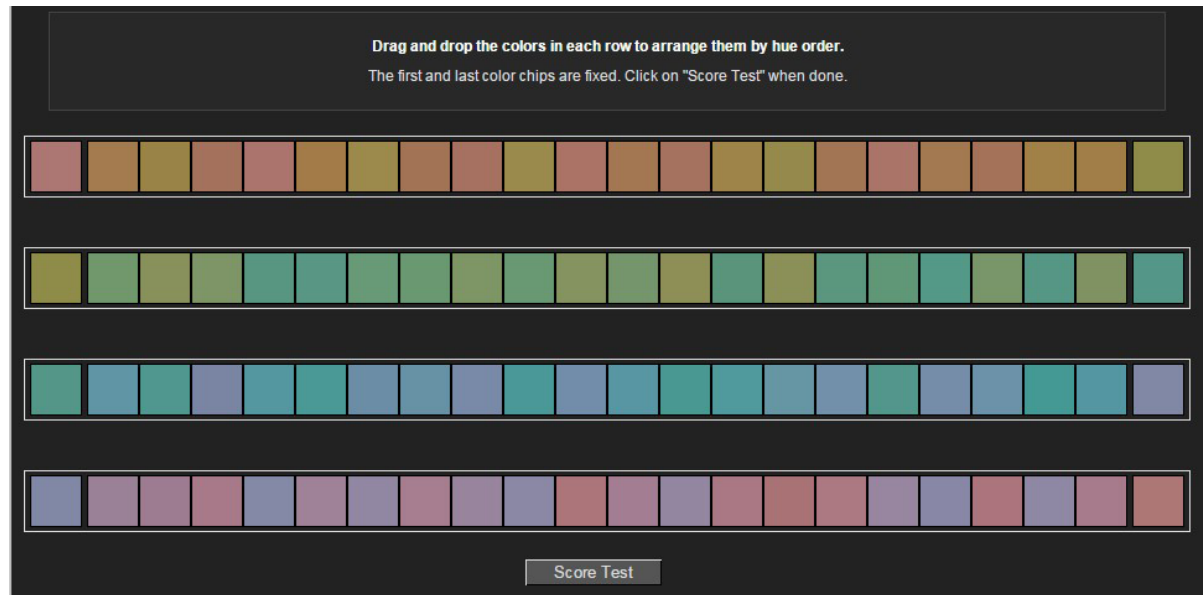 Drag and drop the colors in each row to arrange them by hue order.
The first and last color chips are fixed. Click on "Score Test" when done.
Score Test